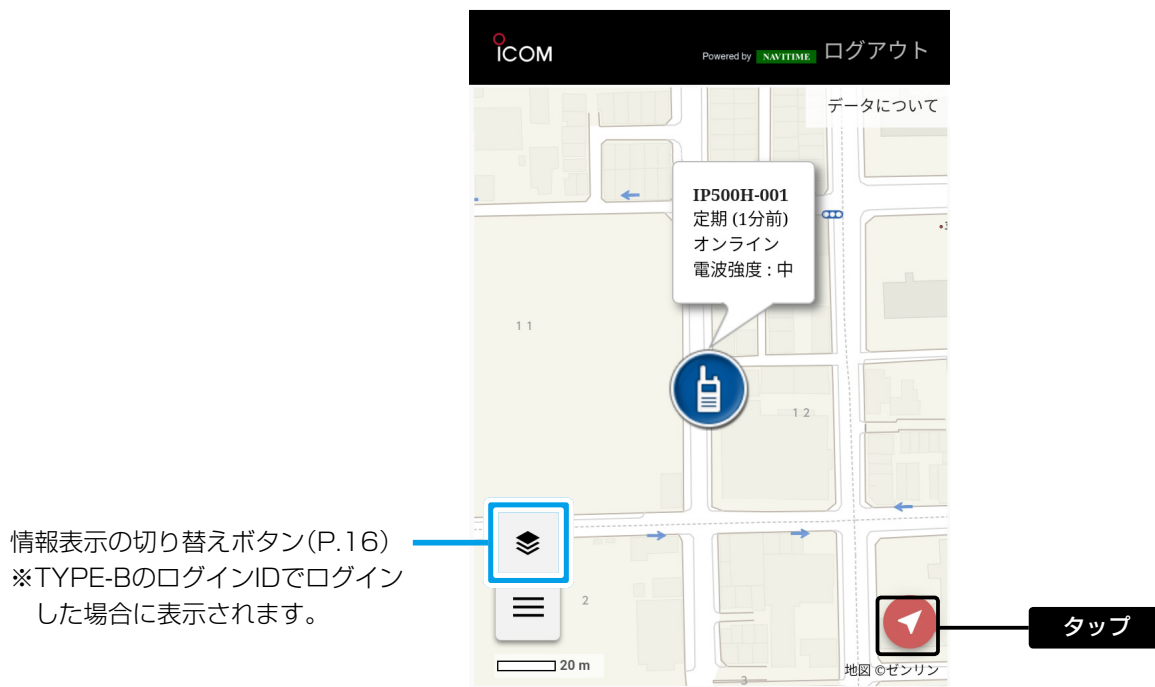 ICOM
Powered by NAVITIME ログアウト
データについて
IP500H-001
定期 (1分前)
オンライン
電波強度 : 中
1 1
1 2
情報表示の切り替えボタン(P.16)
※TYPE-BのログインIDでログイン
した場合に表示されます。
2
タップ
20 m
地図 ©ゼンリン
3